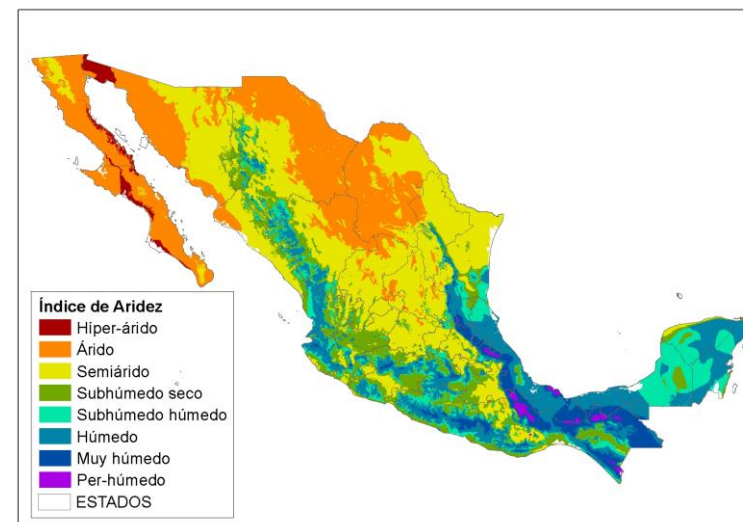 Índice de Aridez
Híper-árido
Árido
Semiárido
Subhúmedo seco
Subhúmedo húmedo
Húmedo
Muy húmedo
Per-húmedo
ESTADOS